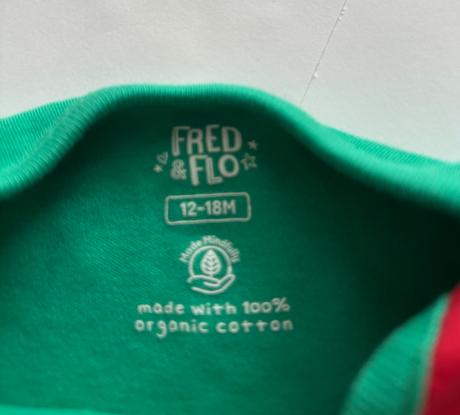 FRED
& FLO
12-18M
Made Mindfully
made with 100%
organic cotton